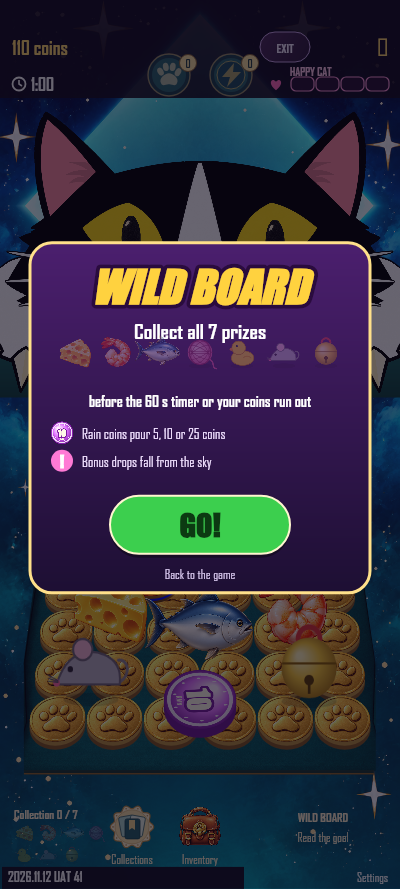 110 coins
EXIT
0
0
HAPPY CAT
1:00
WILD BOARD
Collect all 7 prizes
before the 60 s timer or your coins run out
10
Rain coins pour 5, 10 or 25 coins
Bonus drops fall from the sky
GO!
Back to the game
10
Collection 0 / 7
WILD BOARD
Read the goal
Collections
Inventory
2026.11.12 UAT 41
Settings